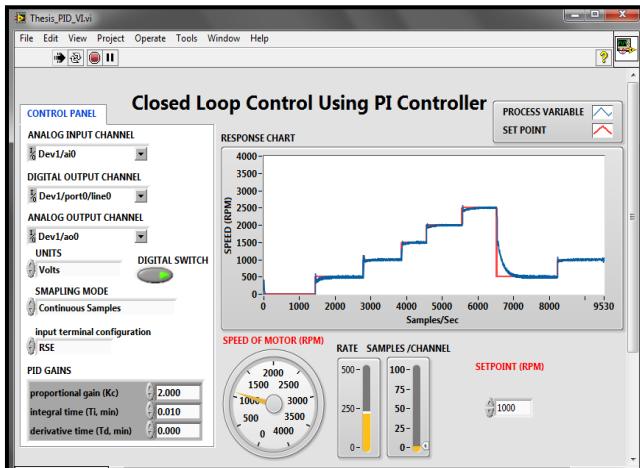 Thesis_PID_VI.vi
File Edit View Project Operate Tools Window Help
Closed Loop Control Using PI Controller
CONTROL PANEL
ANALOG INPUT CHANNEL
Dev1/ai0
DIGITAL OUTPUT CHANNEL
Dev1/port0/line0
ANALOG OUTPUT CHANNEL
Dev1/ao0
UNITS
Volts
DIGITAL SWITCH
SMAPLING MODE
Continuous Samples
input terminal configuration
RSE
PID GAINS
proportional gain (Kc) 2.000
integral time (Ti, min) 0.010
derivative time (Td, min) 0.000
PROCESS VARIABLE
SET POINT
RESPONSE CHART
SPEED (RPM)
4000
3500
3000
2500
2000
1500
1000
500
0
0 1000 2000 3000 4000 5000 6000 7000 8000 9530
Samples/Sec
SPEED OF MOTOR (RPM)
0 500 1000 1500 2000 2500 3000 3500 4000
RATE
500
250
0
SAMPLES /CHANNEL
100
75
50
25
0
SETPOINT (RPM)
1000